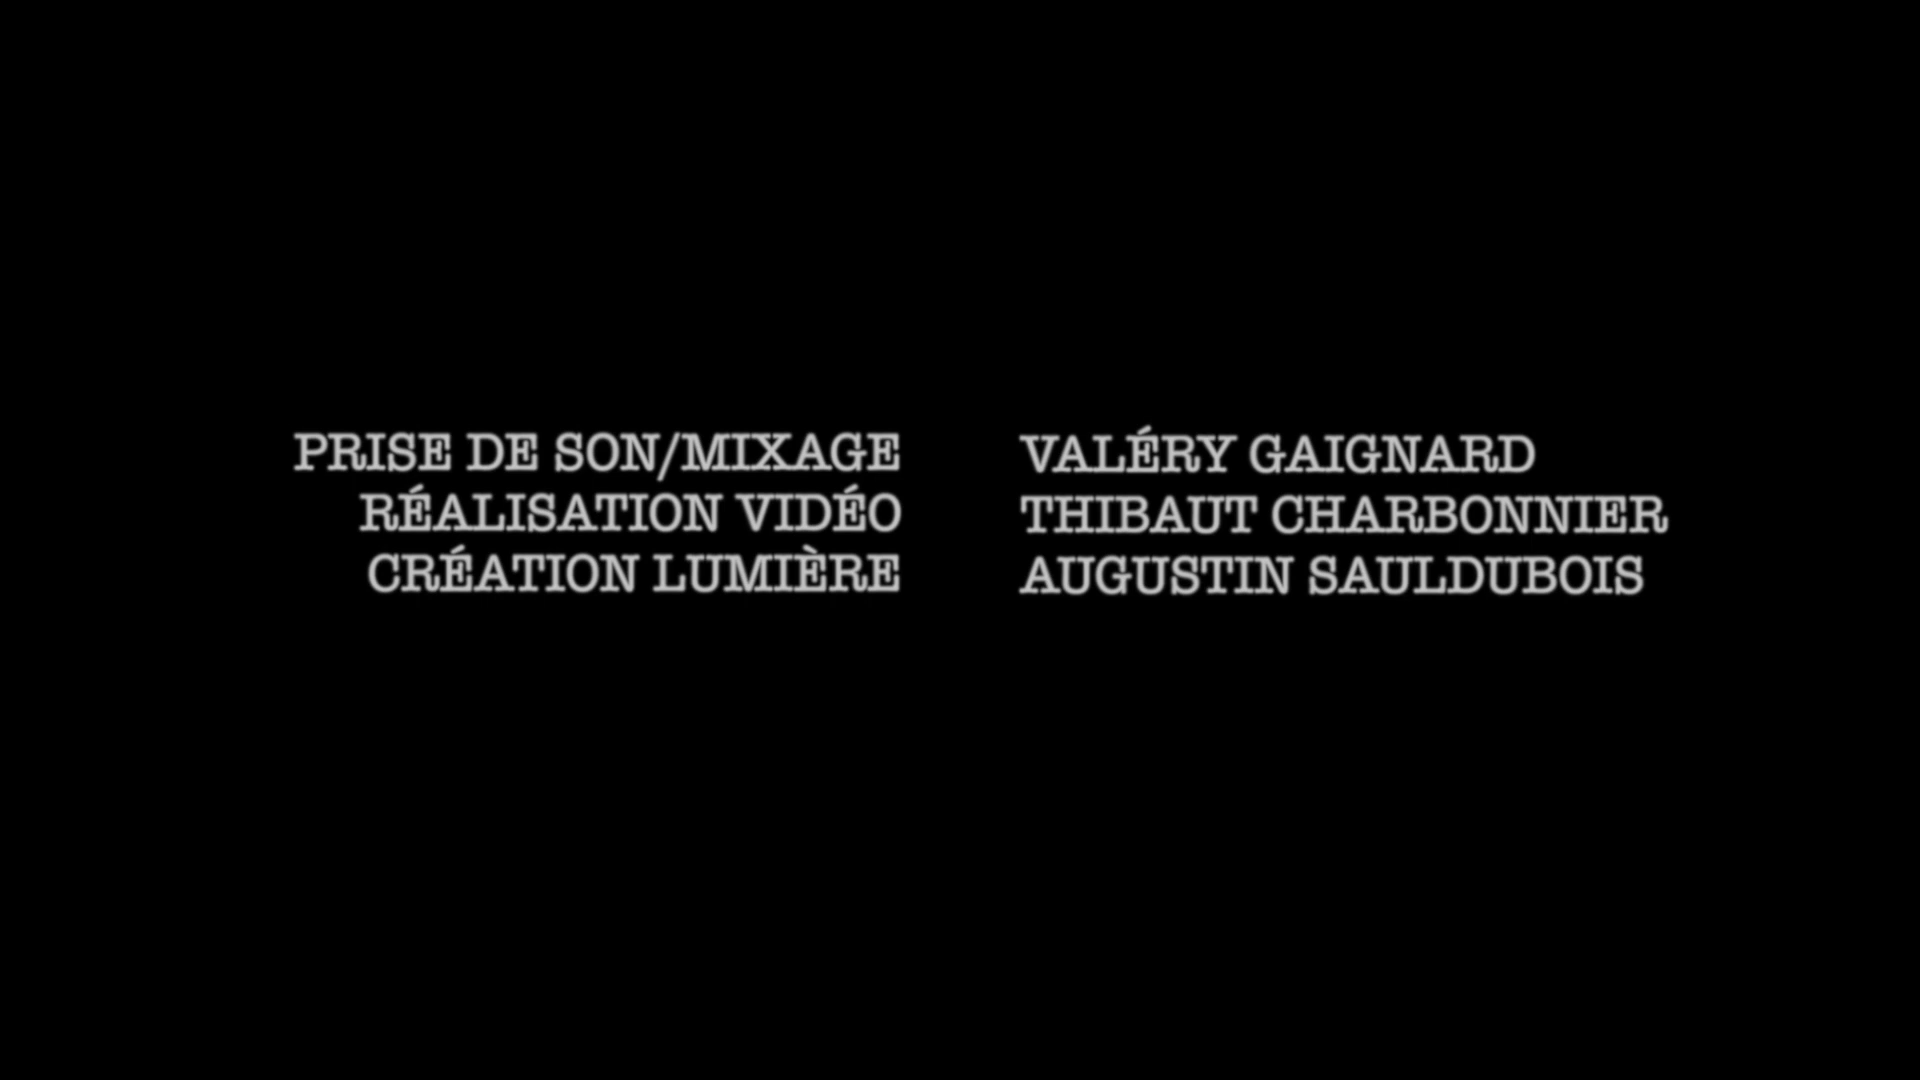 PRISE DE SON/MIXAGE VALÉRY GAIGNARD
RÉALISATION VIDÉO THIBAUT CHARBONNIER
CRÉATION LUMIÈRE AUGUSTIN SAULDUBOIS